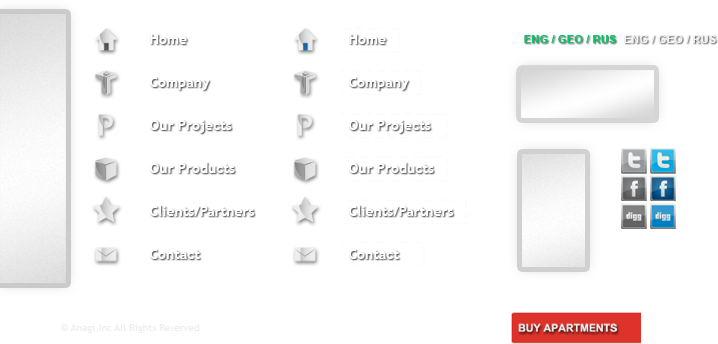 Home
Home
ENG / GEO / RUS ENG / GEO / RUS
Company
Company
Our Projects
Our Projects
Our Products
Our Products
Clients/Partners
Clients/Partners
Contact
Contact
digg digg
© Anagi.Inc All Rights Reserved
BUY APARTMENTS